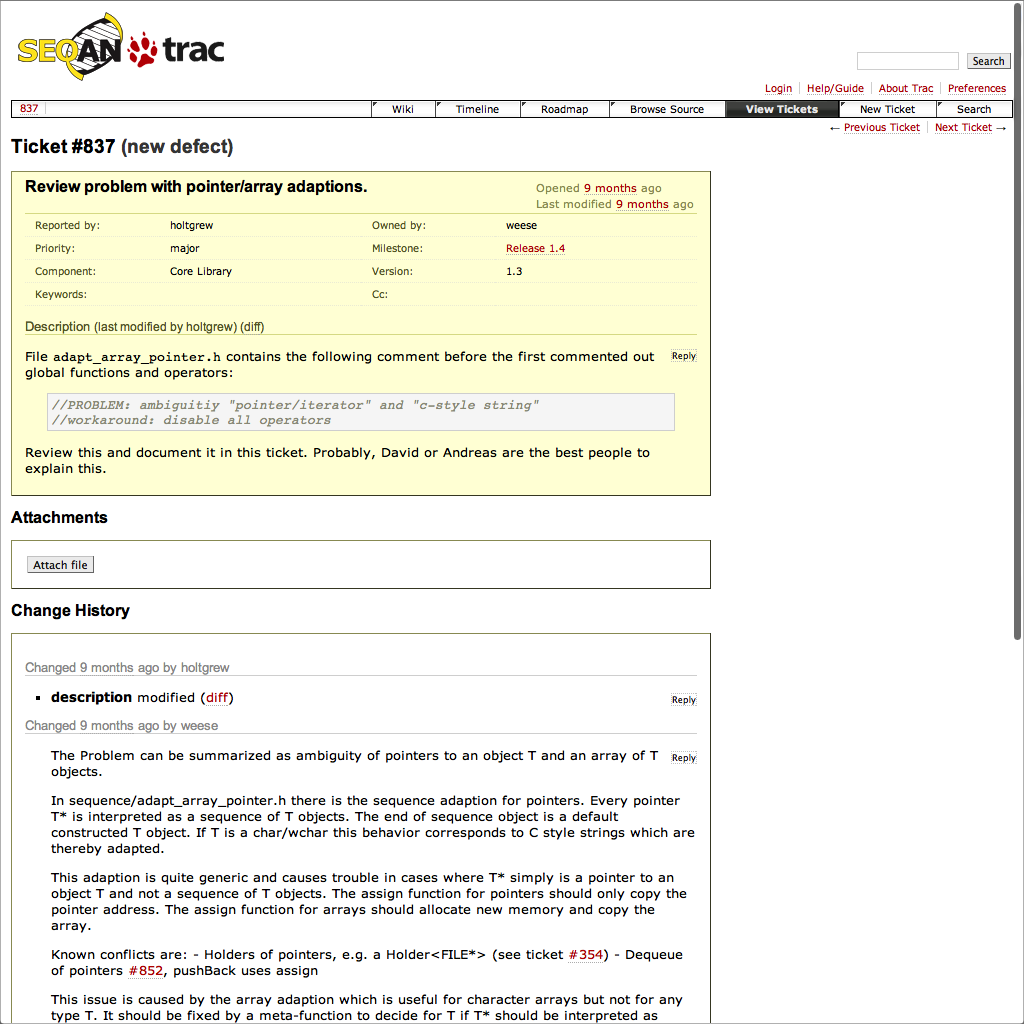 SEQAN trac
Search
Login Help/Guide About Trac Preferences
837 Wiki Timeline Roadmap Browse Source View Tickets New Ticket Search
← Previous Ticket Next Ticket →
Ticket #837 (new defect)
Review problem with pointer/array adaptions.
Opened 9 months ago
Last modified 9 months ago
Reported by: holtgrew Owned by: weese
Priority: major Milestone: Release 1.4
Component: Core Library Version: 1.3
Keywords: Cc:
Description (last modified by holtgrew) (diff)
File adapt_array_pointer.h contains the following comment before the first commented out Reply
global functions and operators:
//PROBLEM: ambiguitiy "pointer/iterator" and "c-style string"
//workaround: disable all operators
Review this and document it in this ticket. Probably, David or Andreas are the best people to
explain this.
Attachments
Attach file
Change History
Changed 9 months ago by holtgrew
▪ description modified (diff) Reply
Changed 9 months ago by weese
The Problem can be summarized as ambiguity of pointers to an object T and an array of T Reply
objects.
In sequence/adapt_array_pointer.h there is the sequence adaption for pointers. Every pointer
T* is interpreted as a sequence of T objects. The end of sequence object is a default
constructed T object. If T is a char/wchar this behavior corresponds to C style strings which are
thereby adapted.
This adaption is quite generic and causes trouble in cases where T* simply is a pointer to an
object T and not a sequence of T objects. The assign function for pointers should only copy the
pointer address. The assign function for arrays should allocate new memory and copy the
array.
Known conflicts are: - Holders of pointers, e.g. a Holder<FILE*> (see ticket #354) - Dequeue
of pointers #852, pushBack uses assign
This issue is caused by the array adaption which is useful for character arrays but not for any
type T. It should be fixed by a meta-function to decide for T if T* should be interpreted as